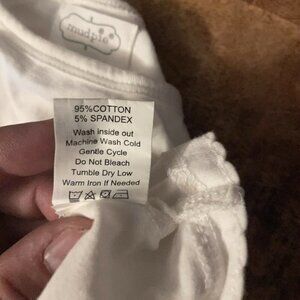 mudpie
95%COTTON
5% SPANDEX
Wash inside out
Machine Wash Cold
Gentle Cycle
Do Not Bleach
Tumble Dry Low
Warm Iron If Needed